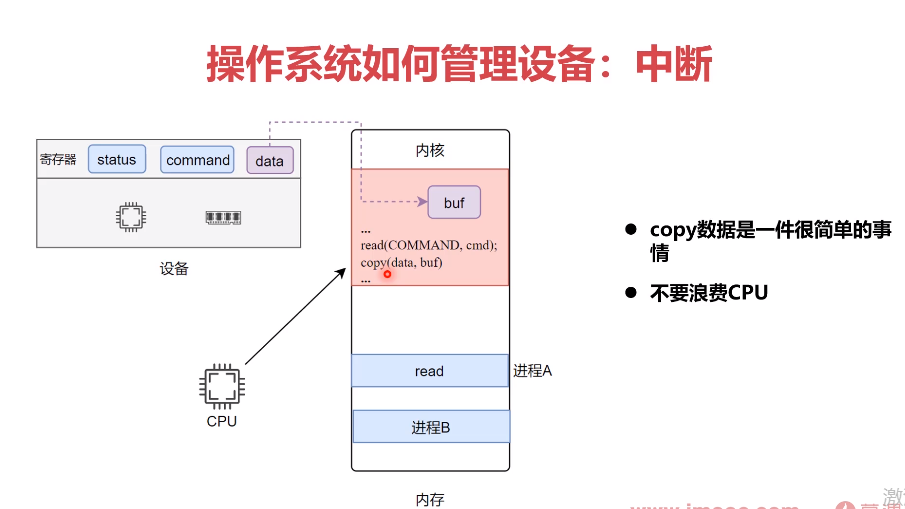 操作系统如何管理设备：中断
寄存器 status command data
设备
CPU
内核
buf
...
read(COMMAND, cmd);
copy(data, buf)
...
read
进程A
进程B
内存
copy数据是一件很简单的事
情
不要浪费CPU